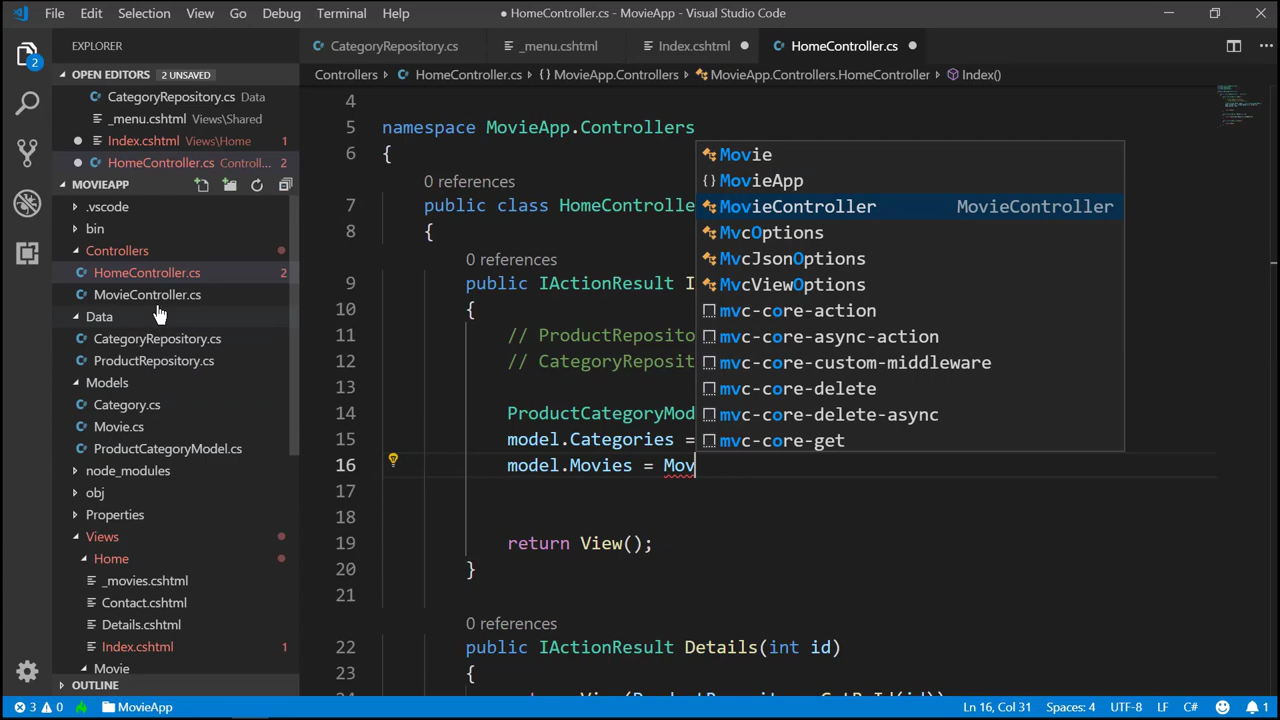 File Edit Selection View Go Debug Terminal Help
● HomeController.cs - MovieApp - Visual Studio Code
EXPLORER
OPEN EDITORS 2 UNSAVED
CategoryRepository.cs Data
_menu.cshtml Views\Shared
Index.cshtml Views\Home 1
HomeController.cs Controll... 2
MOVIEAPP
.vscode
bin
Controllers
HomeController.cs 2
MovieController.cs
Data
CategoryRepository.cs
ProductRepository.cs
Models
Category.cs
Movie.cs
ProductCategoryModel.cs
node_modules
obj
Properties
Views
Home
_movies.cshtml
Contact.cshtml
Details.cshtml
Index.cshtml 1
Movie
OUTLINE
2
CategoryRepository.cs _menu.cshtml Index.cshtml ● HomeController.cs ●
Controllers HomeController.cs {} MovieApp.Controllers MovieApp.Controllers.HomeController Index()
4
5 namespace MovieApp.Controllers
6 {
0 references
7 public class HomeControlle
8 {
0 references
9 public IActionResult I
10 {
11 // ProductReposito
12 // CategoryReposit
13
14 ProductCategoryMod
15 model.Categories =
16 model.Movies = Mov
17
18
19 return View();
20 }
21
0 references
22 public IActionResult Details(int id)
23 {
Movie
{} MovieApp
MovieController MovieController
MvcOptions
MvcJsonOptions
MvcViewOptions
mvc-core-action
mvc-core-async-action
mvc-core-custom-middleware
mvc-core-delete
mvc-core-delete-async
mvc-core-get
3 0 MovieApp Ln 16, Col 31 Spaces: 4 UTF-8 LF C# 1